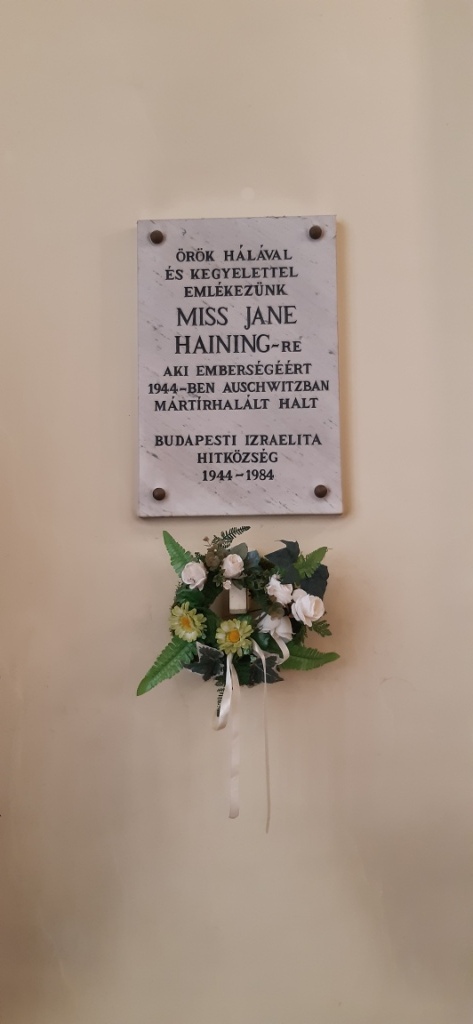 ÖRÖK HÁLÁVAL
ÉS KEGYELETTEL
EMLÉKEZÜNK
MISS JANE
HAINING-RE
AKI EMBERSÉGÉÉRT
1944-BEN AUSCHWITZBAN
MÁRTÍRHALÁLT HALT
BUDAPESTI IZRAELITA
HITKÖZSÉG
1944-1984